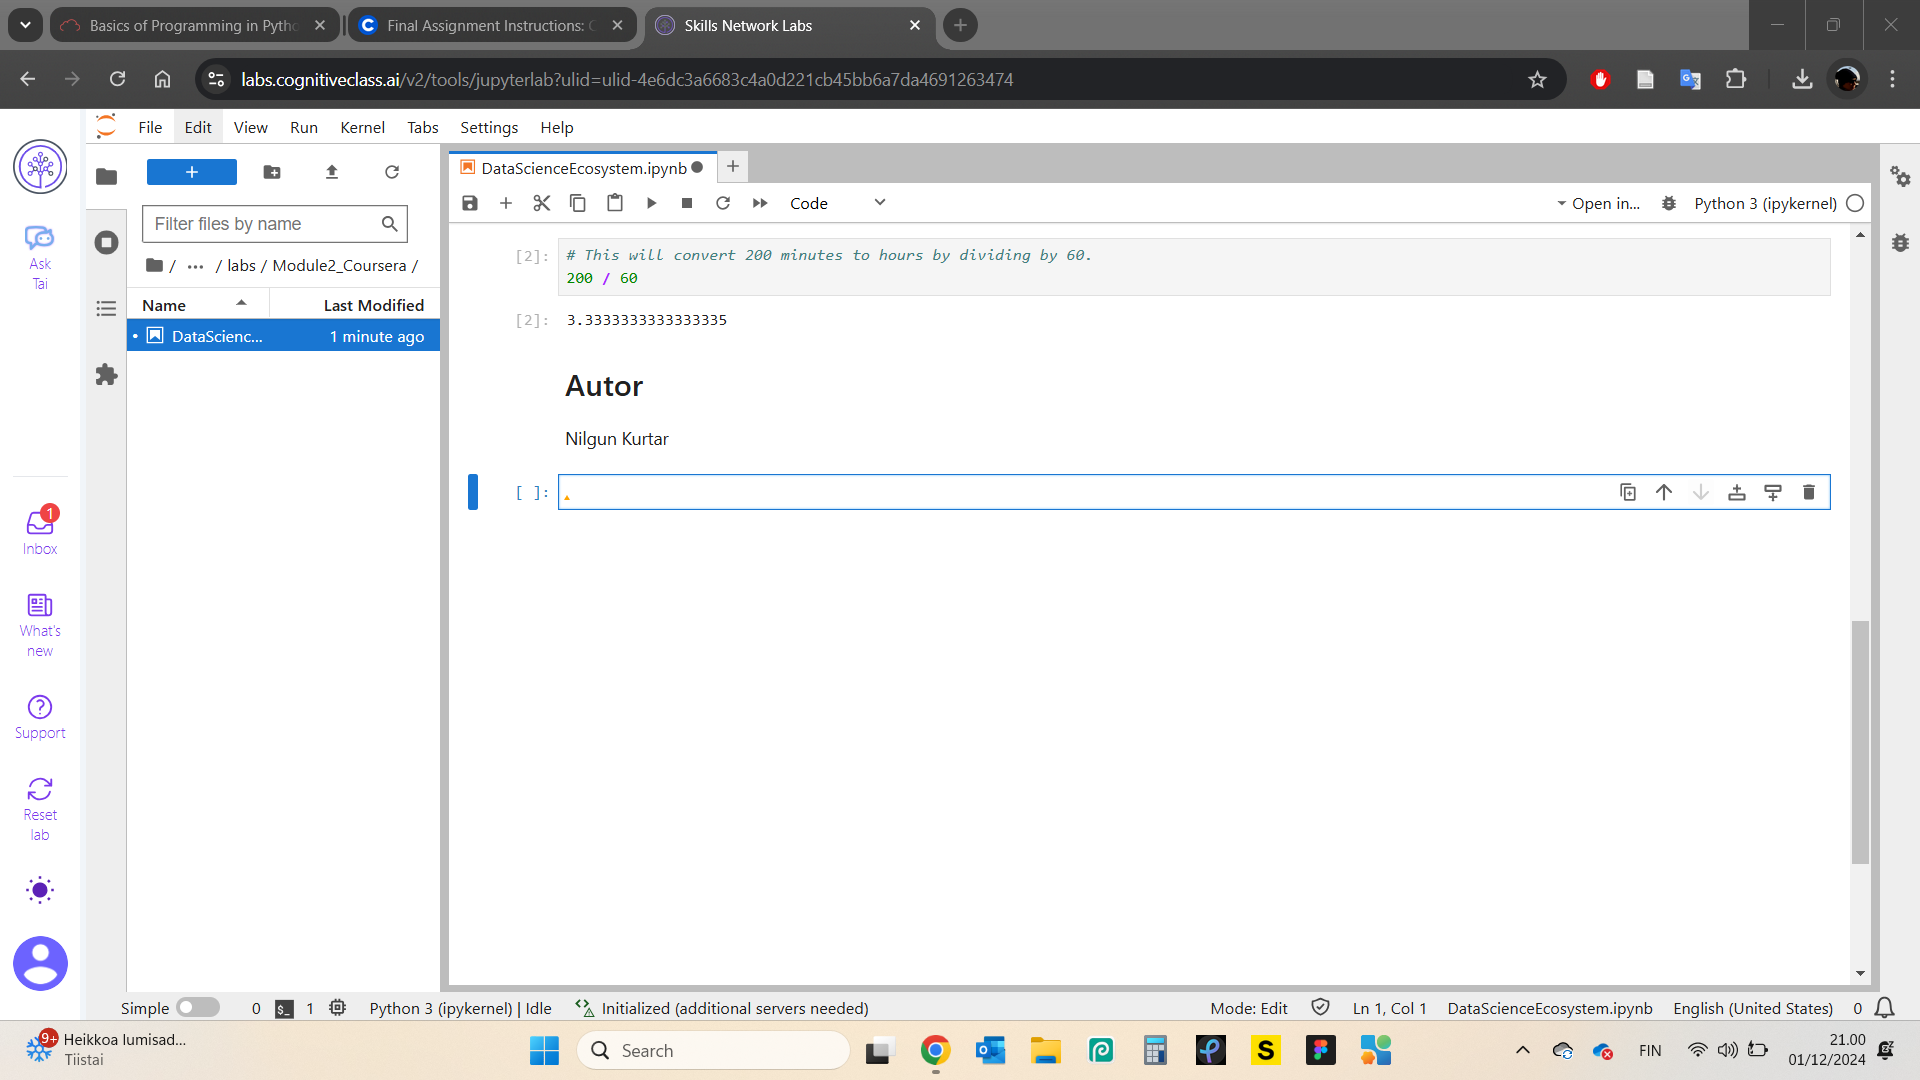 Basics of Programming in Pytho
Final Assignment Instructions: C
Skills Network Labs
labs.cognitiveclass.ai/v2/tools/jupyterlab?ulid=ulid-4e6dc3a6683c4a0d221cb45bb6a7da4691263474
File Edit View Run Kernel Tabs Settings Help
Ask
Tai
Inbox
1
What's
new
Support
Reset
lab
+
Filter files by name
/ ... / labs / Module2_Coursera /
Name Last Modified
DataScienc... 1 minute ago
DataScienceEcosystem.ipynb
Code
Open in...
Python 3 (ipykernel)
[2]: # This will convert 200 minutes to hours by dividing by 60.
200 / 60
[2]: 3.3333333333333335
Autor
Nilgun Kurtar
[ ]:
Simple 0 $_ 1 Python 3 (ipykernel) | Idle Initialized (additional servers needed) Mode: Edit Ln 1, Col 1 DataScienceEcosystem.ipynb English (United States) 0
9+
Heikkoa lumisad...
Tiistai
Search
S
FIN
21.00
01/12/2024